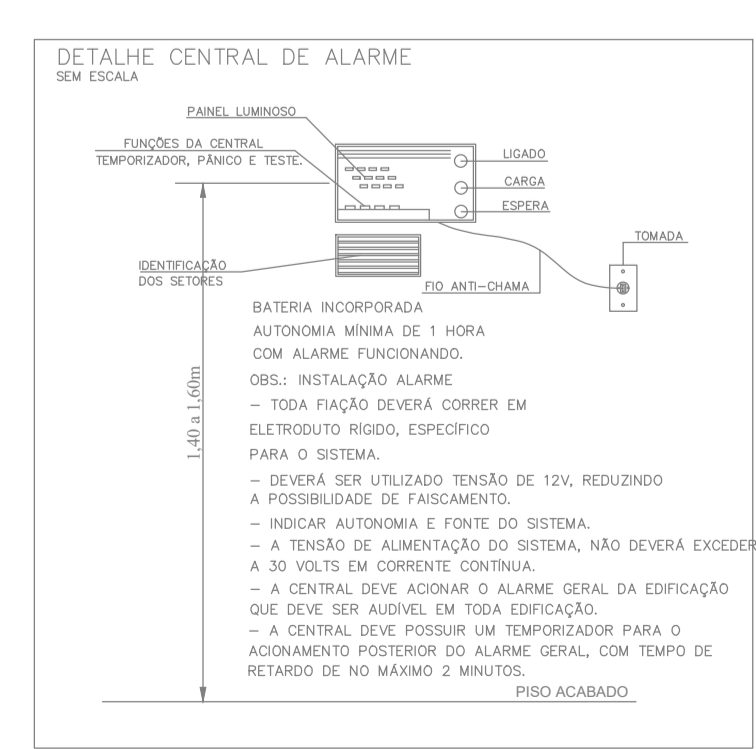 DETALHE CENTRAL DE ALARME
SEM ESCALA
PAINEL LUMINOSO
FUNÇÕES DA CENTRAL
TEMPORIZADOR, PÂNICO E TESTE.
LIGADO
CARGA
ESPERA
TOMADA
IDENTIFICAÇÃO
DOS SETORES
FIO ANTI-CHAMA
BATERIA INCORPORADA
AUTONOMIA MÍNIMA DE 1 HORA
COM ALARME FUNCIONANDO.
OBS.: INSTALAÇÃO ALARME
– TODA FIAÇÃO DEVERÁ CORRER EM
ELETRODUTO RÍGIDO, ESPECÍFICO
PARA O SISTEMA.
1,40 a 1,60m
– DEVERÁ SER UTILIZADO TENSÃO DE 12V, REDUZINDO
A POSSIBILIDADE DE FAISCAMENTO.
– INDICAR AUTONOMIA E FONTE DO SISTEMA.
– A TENSÃO DE ALIMENTAÇÃO DO SISTEMA, NÃO DEVERÁ EXCEDER
A 30 VOLTS EM CORRENTE CONTÍNUA.
– A CENTRAL DEVE ACIONAR O ALARME GERAL DA EDIFICAÇÃO
QUE DEVE SER AUDÍVEL EM TODA EDIFICAÇÃO.
– A CENTRAL DEVE POSSUIR UM TEMPORIZADOR PARA O
ACIONAMENTO POSTERIOR DO ALARME GERAL, COM TEMPO DE
RETARDO DE NO MÁXIMO 2 MINUTOS.
PISO ACABADO